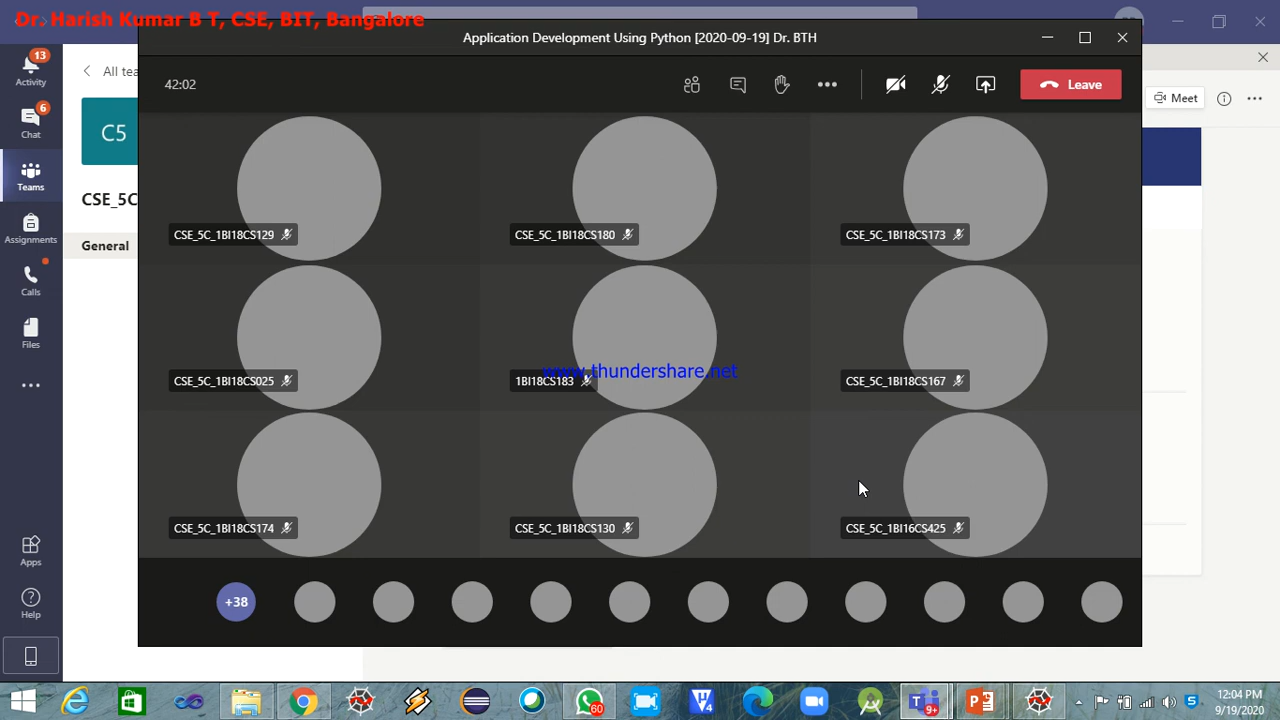 Dr. Harish Kumar B T, CSE, BIT, Bangalore
Application Development Using Python [2020-09-19] Dr. BTH
13
Activity
All tea
42:02
Leave
Meet
6
Chat
C5
Teams
CSE_5C
CSE_5C_1BI18CS129
CSE_5C_1BI18CS180
CSE_5C_1BI18CS173
Assignments
General
Calls
Files
www.thundershare.net
CSE_5C_1BI18CS025
1BI18CS183
CSE_5C_1BI18CS167
CSE_5C_1BI18CS174
CSE_5C_1BI18CS130
CSE_5C_1BI16CS425
Apps
+38
Help
60
9+
12:04 PM
9/19/2020